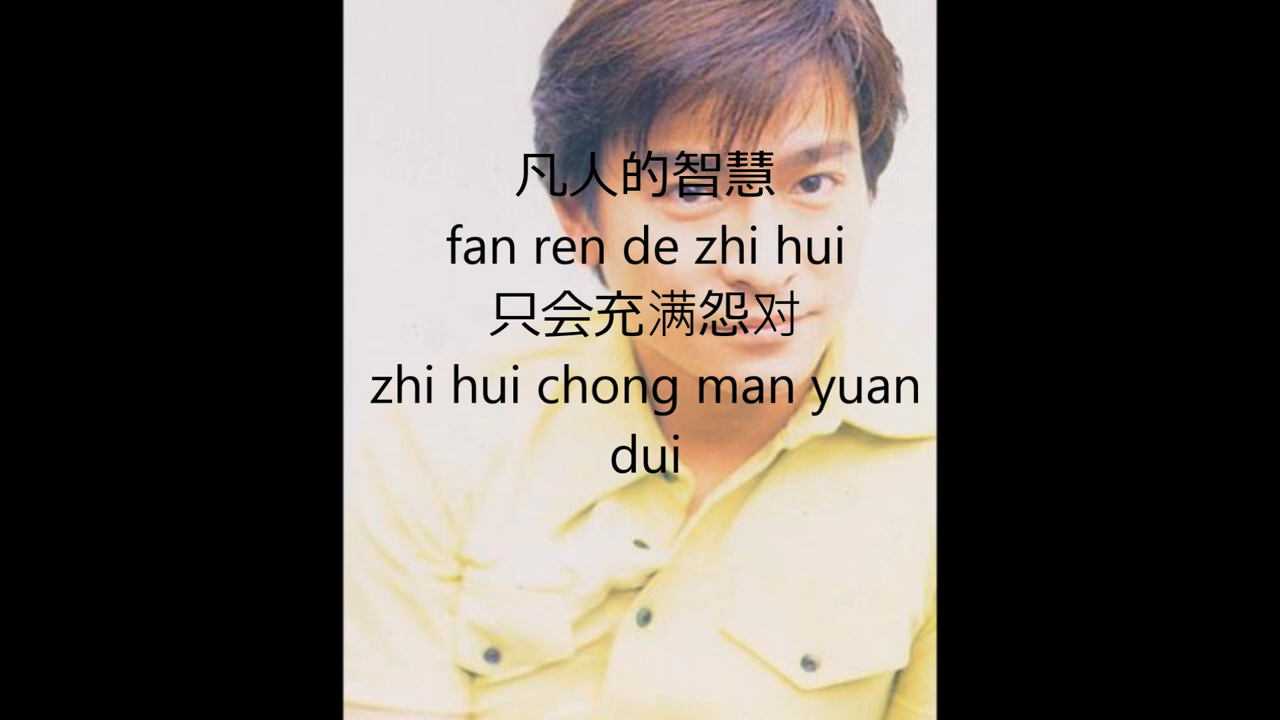 凡人的智慧
fan ren de zhi hui
只会充满怨对
zhi hui chong man yuan
dui